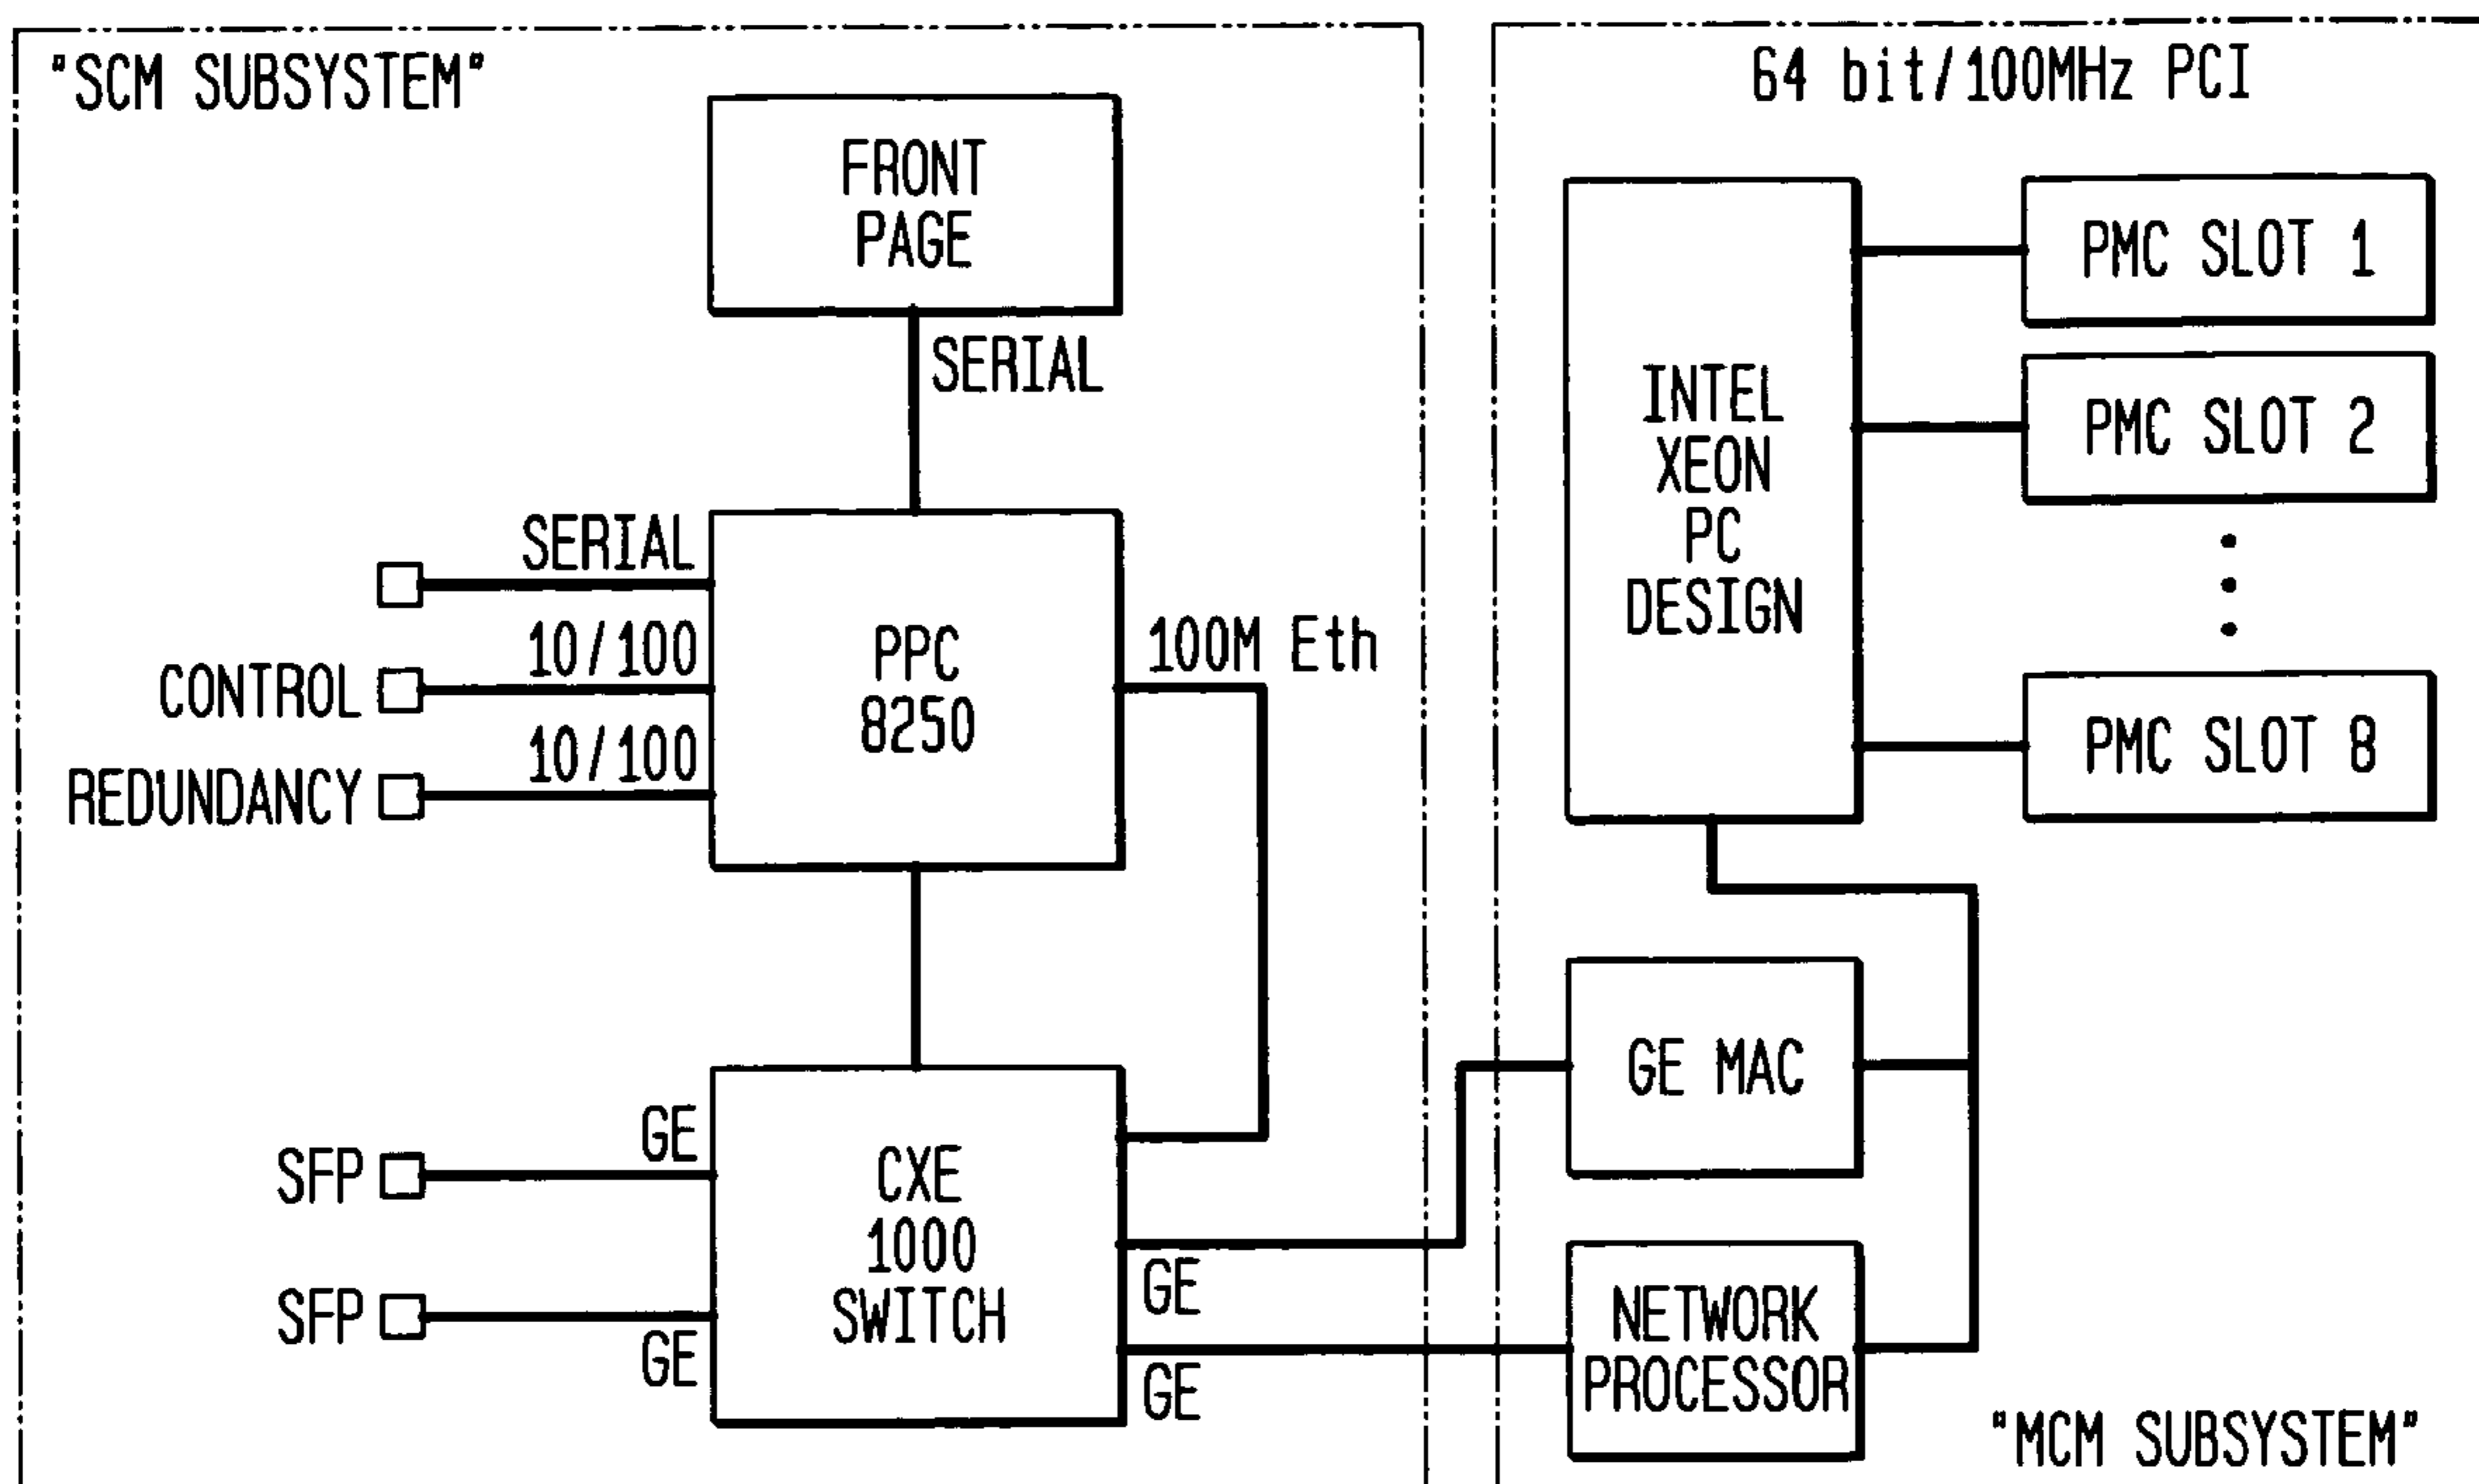 "SCM SUBSYSTEM"
FRONT
PAGE
SERIAL
SERIAL
10/100
CONTROL
10/100
REDUNDANCY
PPC
8250
100M Eth
GE
SFP
SFP
GE
CXE
1000
SWITCH
GE
GE
64 bit/100MHz PCI
INTEL
XEON
PC
DESIGN
PMC SLOT 1
PMC SLOT 2
PMC SLOT 8
GE MAC
NETWORK
PROCESSOR
"MCM SUBSYSTEM"